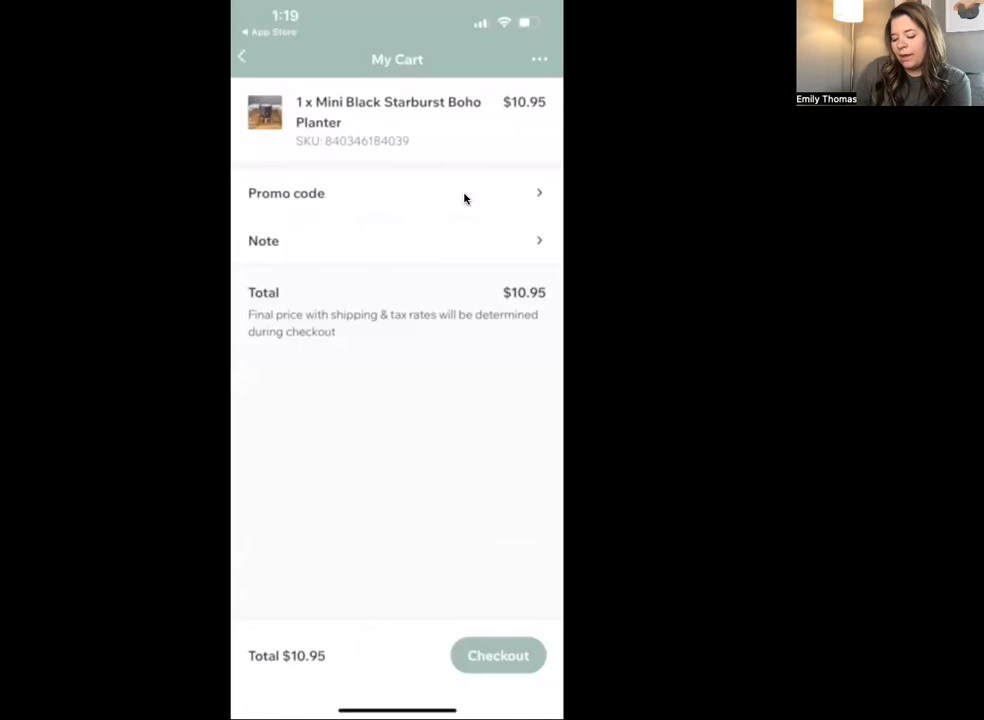 1:19
App Store
My Cart
1 x Mini Black Starburst Boho $10.95
Planter
SKU: 840346184039
Promo code
Note
Total $10.95
Final price with shipping & tax rates will be determined
during checkout
Total $10.95 Checkout
Emily Thomas